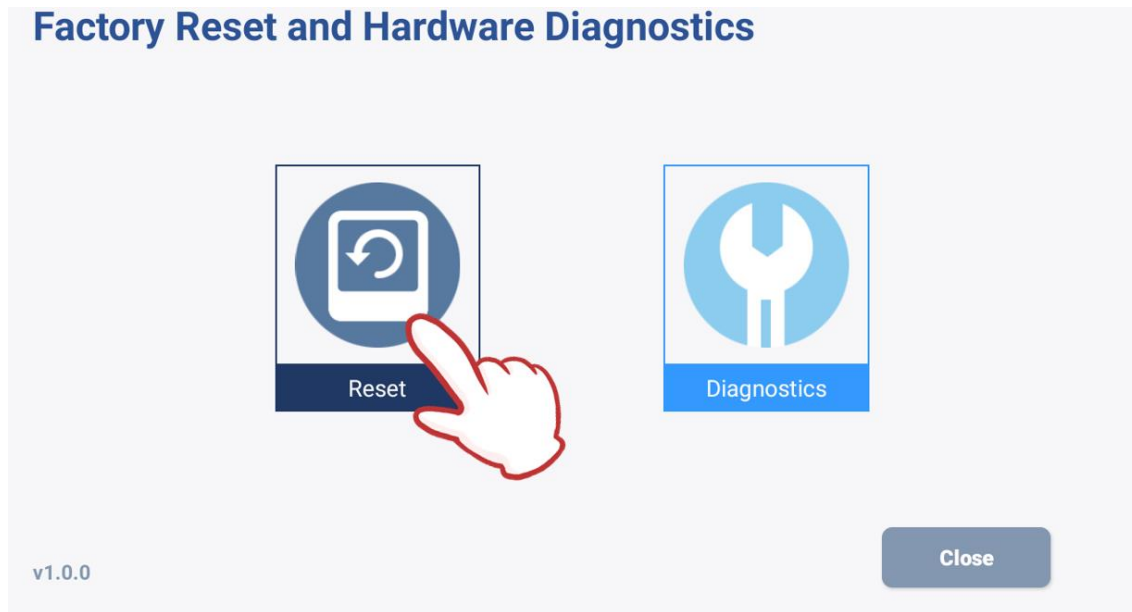 Factory Reset and Hardware Diagnostics
Reset
Diagnostics
Close
v1.0.0